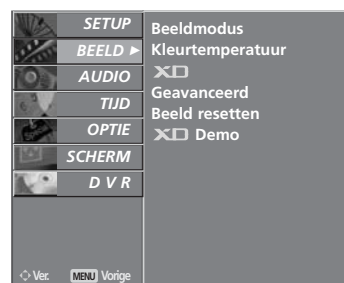 SETUP
BEELD ►
AUDIO
TIJD
OPTIE
SCHERM
D V R
Beeldmodus
Kleurtemperatuur
XD
Geavanceerd
Beeld resetten
XD Demo
Ver. MENU Vorige